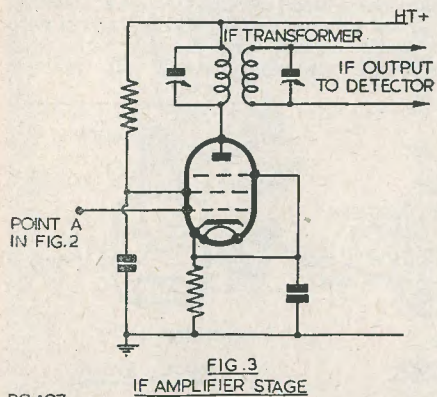 HT+
IF TRANSFORMER
IF OUTPUT
TO DETECTOR
POINT A
IN FIG.2
FIG.3
IF AMPLIFIER STAGE